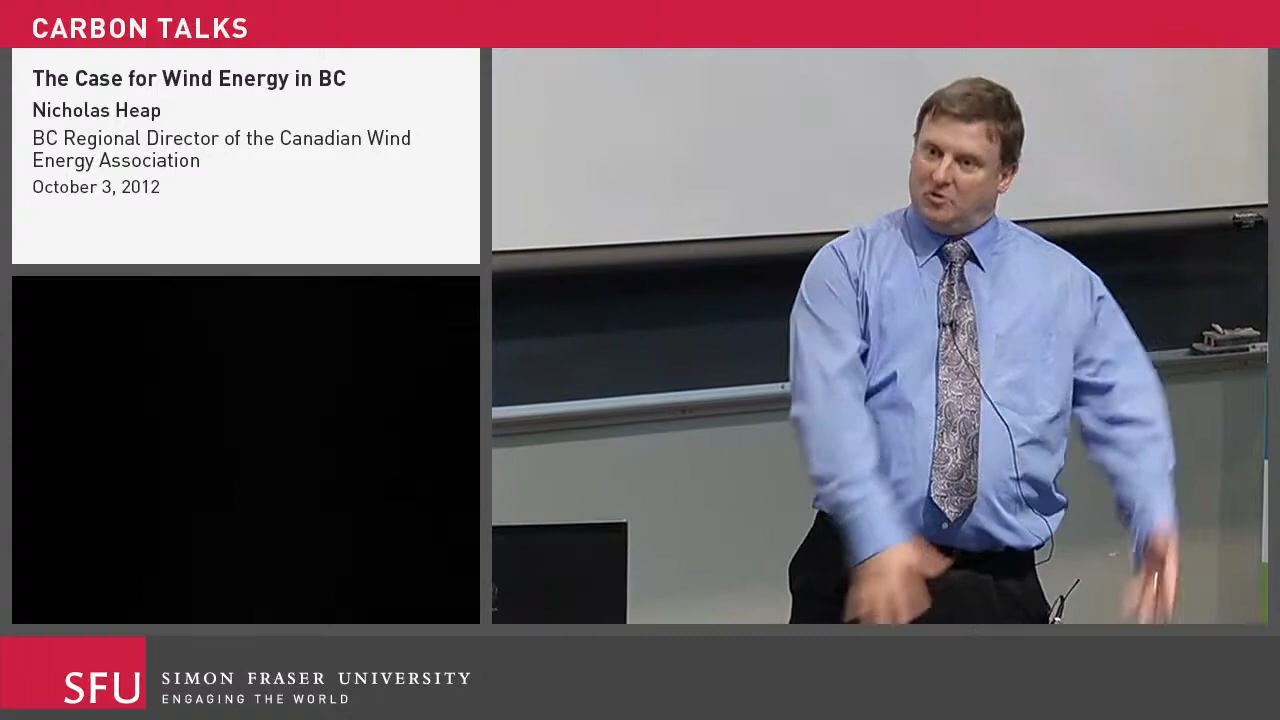 CARBON TALKS
The Case for Wind Energy in BC
Nicholas Heap
BC Regional Director of the Canadian Wind
Energy Association
October 3, 2012
SFU
SIMON FRASER UNIVERSITY
ENGAGING THE WORLD